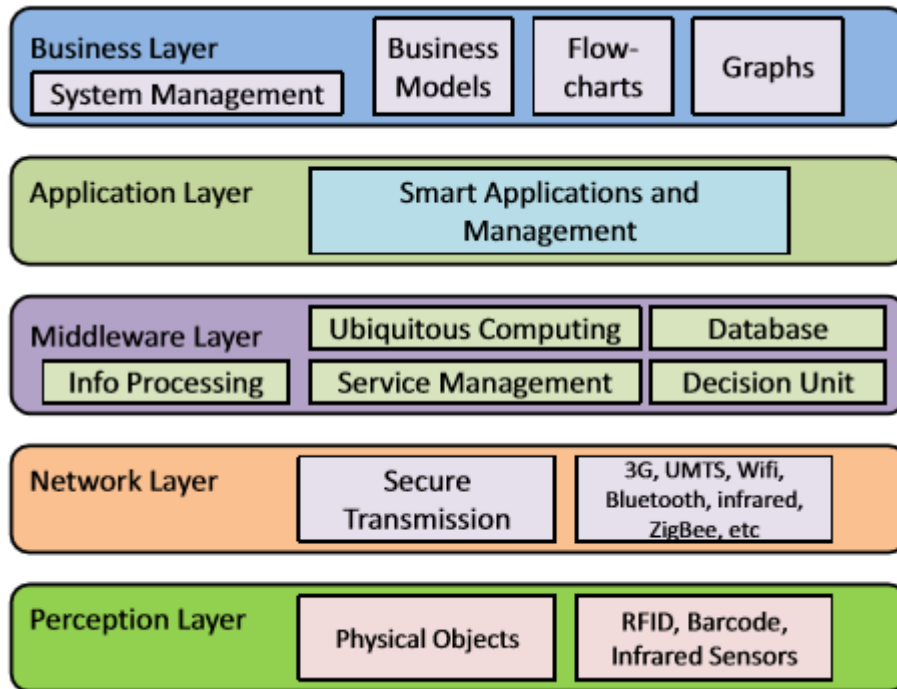 Business Layer
System Management
Business
Models
Flow-
charts
Graphs
Application Layer
Smart Applications and
Management
Middleware Layer
Info Processing
Ubiquitous Computing
Database
Service Management
Decision Unit
Network Layer
Secure
Transmission
3G, UMTS, Wifi,
Bluetooth, infrared,
ZigBee, etc
Perception Layer
Physical Objects
RFID, Barcode,
Infrared Sensors